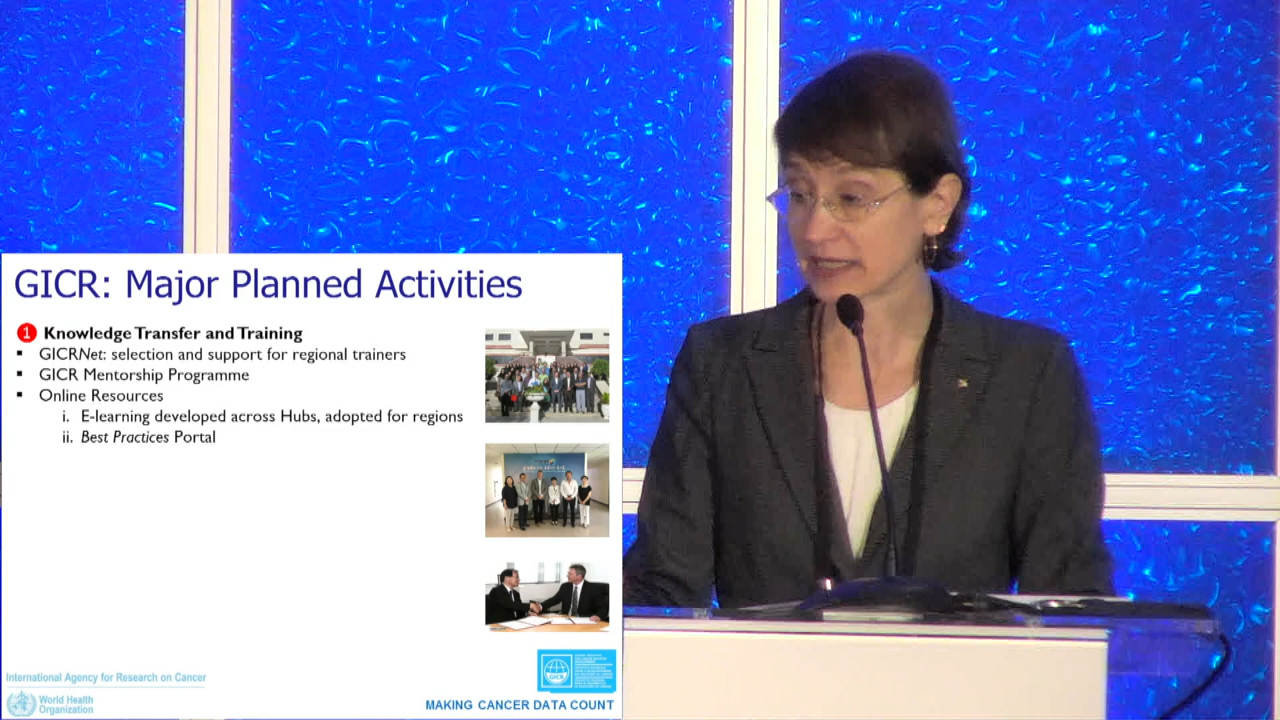 GICR: Major Planned Activities
1 Knowledge Transfer and Training
▪ GICRNet: selection and support for regional trainers
▪ GICR Mentorship Programme
▪ Online Resources
i. E-learning developed across Hubs, adopted for regions
ii. Best Practices Portal
International Agency for Research on Cancer
World Health
Organization
GICR
MAKING CANCER DATA COUNT